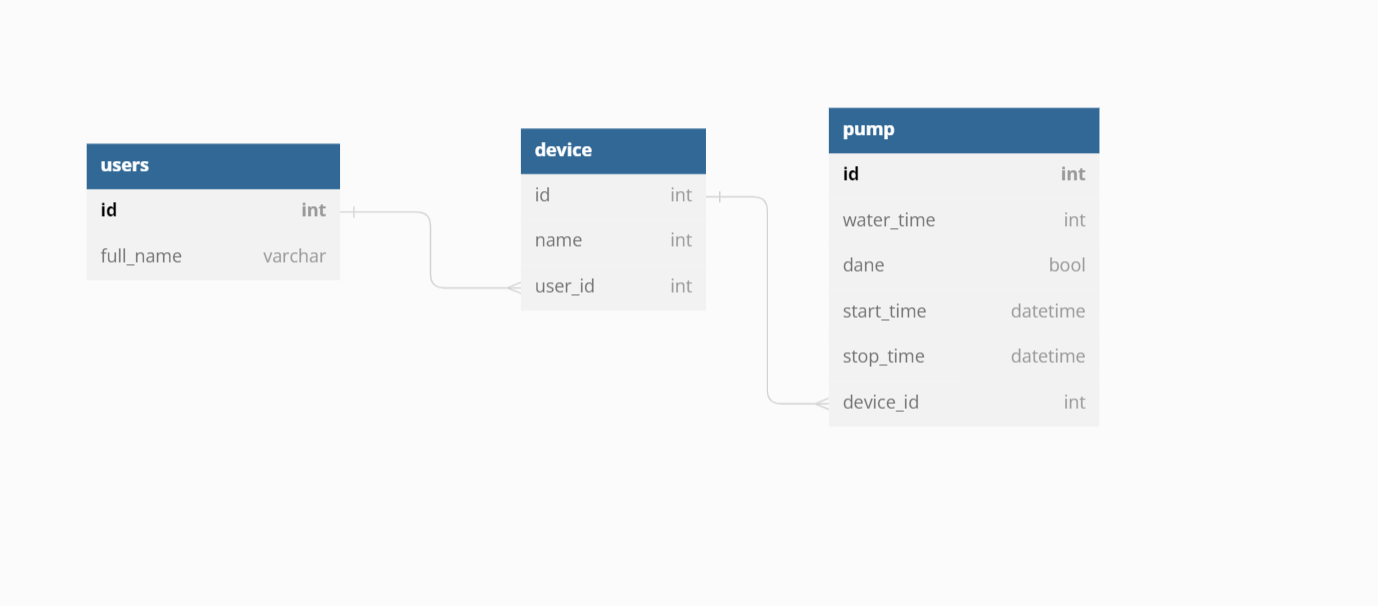 users
id int
full_name varchar
device
id int
name int
user_id int
pump
id int
water_time int
dane bool
start_time datetime
stop_time datetime
device_id int